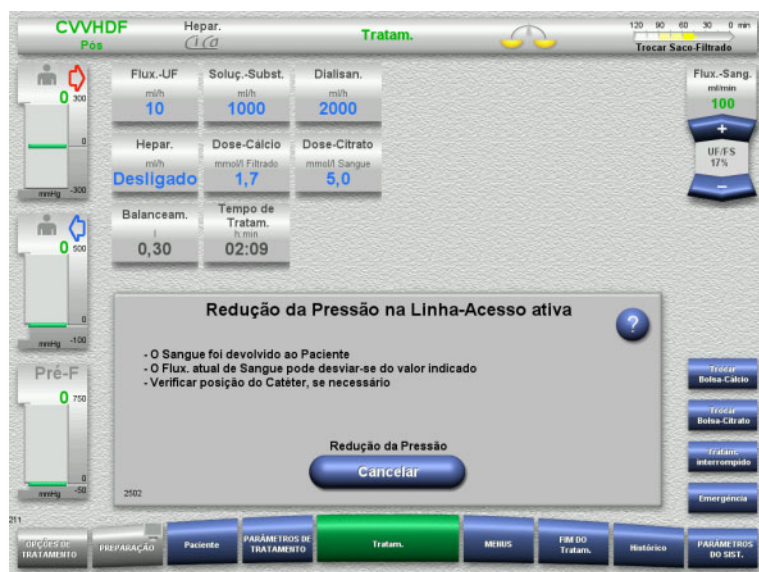 CVVHDF
Pós
Hepar.
Cica
Tratam.
120 90 60 30 0 min
Trocar Saco-Filtrado
0
300
0
mmHg -300
0
500
0
mmHg -100
Pré-F
0
750
0
mmHg -50
Flux.-UF
ml/h
10
Soluç.-Subst.
ml/h
1000
Dialisan.
ml/h
2000
Hepar.
ml/h
Desligado
Dose-Cálcio
mmol/l Filtrado
1,7
Dose-Citrato
mmol/l Sangue
5,0
Balanceam.
l
0,30
Tempo de
Tratam.
h:min
02:09
Flux.-Sang.
ml/min
100
+
UF/FS
17%
–
Redução da Pressão na Linha-Acesso ativa
?
- O Sangue foi devolvido ao Paciente
- O Flux. atual de Sangue pode desviar-se do valor indicado
- Verificar posição do Catéter, se necessário
Redução da Pressão
Cancelar
2502
Trocar
Bolsa-Cálcio
Trocar
Bolsa-Citrato
Tratam.
interrompido
Emergência
211
OPÇÕES DE
TRATAMENTO
PREPARAÇÃO
Paciente
PARÂMETROS DE
TRATAMENTO
Tratam.
MENUS
FIM DO
Tratam.
Histórico
PARÂMETROS
DO SIST.